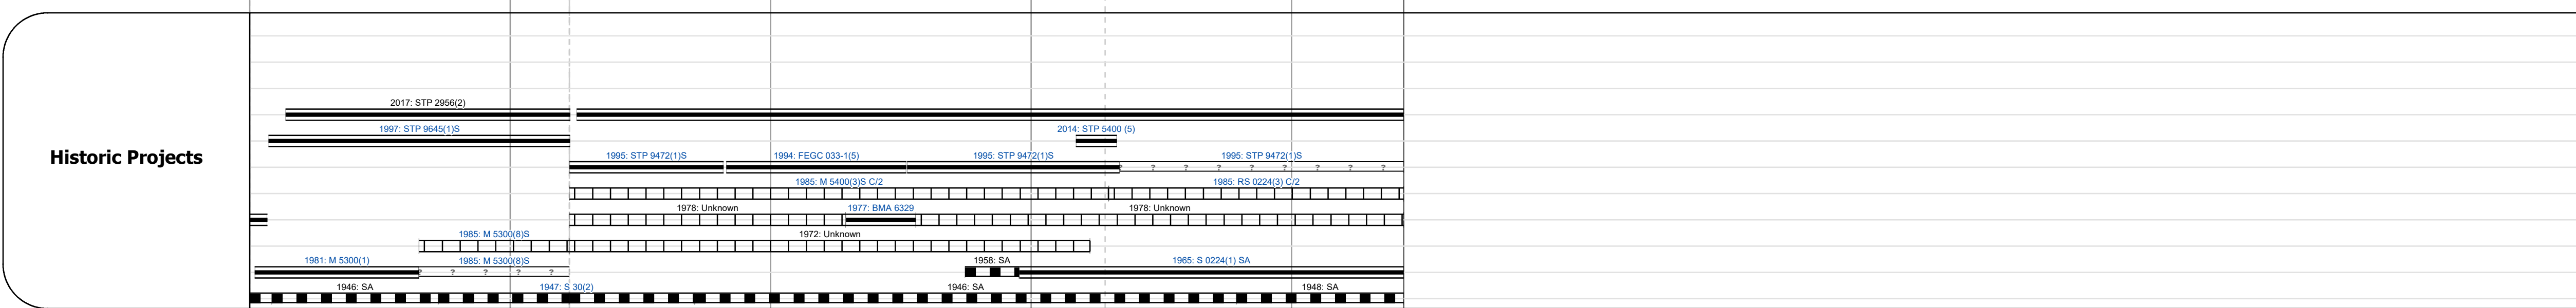 2017: STP 2956(2)
1997: STP 9645(1)S
2014: STP 5400 (5)
Historic Projects
1995: STP 9472(1)S
1994: FEGC 033-1(5)
1995: STP 9472(1)S
1995: STP 9472(1)S
? ? ? ? ? ? ? ? ?
1985: M 5400(3)S C/2
1985: RS 0224(3) C/2
1978: Unknown
1977: BMA 6329
1978: Unknown
1985: M 5300(8)S
1972: Unknown
1981: M 5300(1)
1985: M 5300(8)S
? ? ? ? ?
1958: SA
1965: S 0224(1) SA
1946: SA
1947: S 30(2)
1946: SA
1948: SA